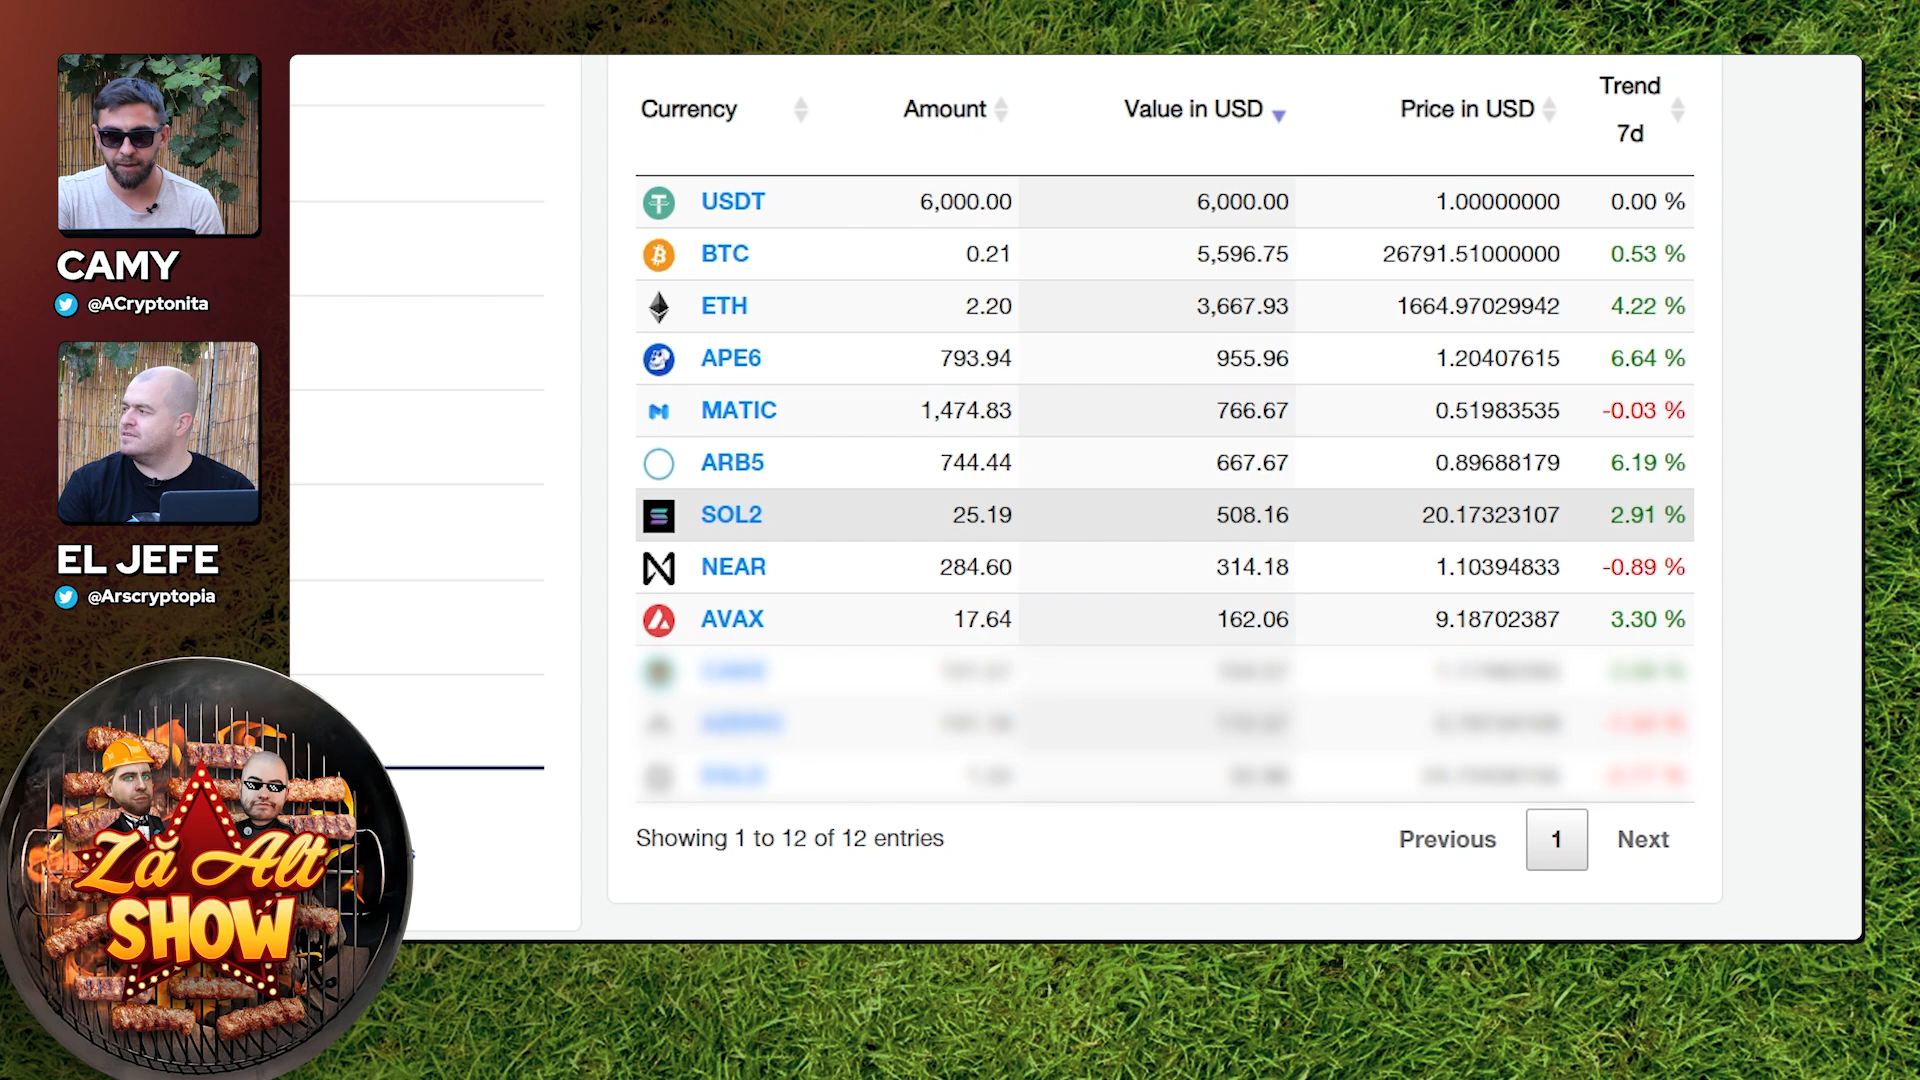 CAMY
@ACryptonita
EL JEFE
@Arscryptopia
Ză Alt
SHOW
Currency Amount Value in USD Price in USD Trend 7d
USDT 6,000.00 6,000.00 1.00000000 0.00 %
BTC 0.21 5,596.75 26791.51000000 0.53 %
ETH 2.20 3,667.93 1664.97029942 4.22 %
APE6 793.94 955.96 1.20407615 6.64 %
MATIC 1,474.83 766.67 0.51983535 -0.03 %
ARB5 744.44 667.67 0.89688179 6.19 %
SOL2 25.19 508.16 20.17323107 2.91 %
NEAR 284.60 314.18 1.10394833 -0.89 %
AVAX 17.64 162.06 9.18702387 3.30 %
Showing 1 to 12 of 12 entries
Previous 1 Next